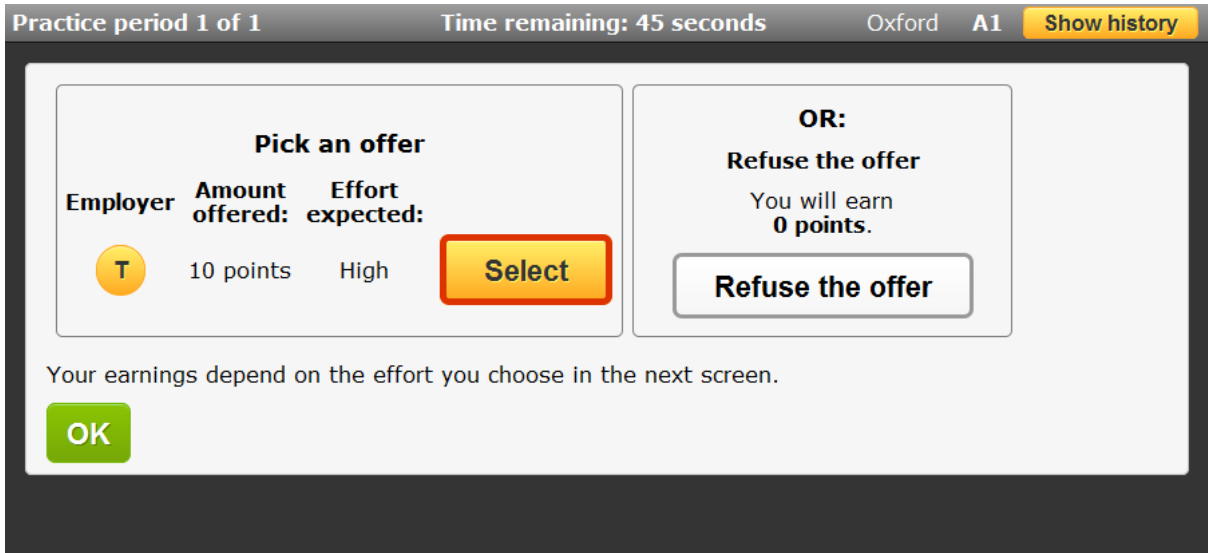 Practice period 1 of 1 Time remaining: 45 seconds Oxford A1 Show history
Pick an offer
Employer Amount offered: Effort expected:
T 10 points High Select
OR:
Refuse the offer
You will earn
0 points.
Refuse the offer
Your earnings depend on the effort you choose in the next screen.
OK